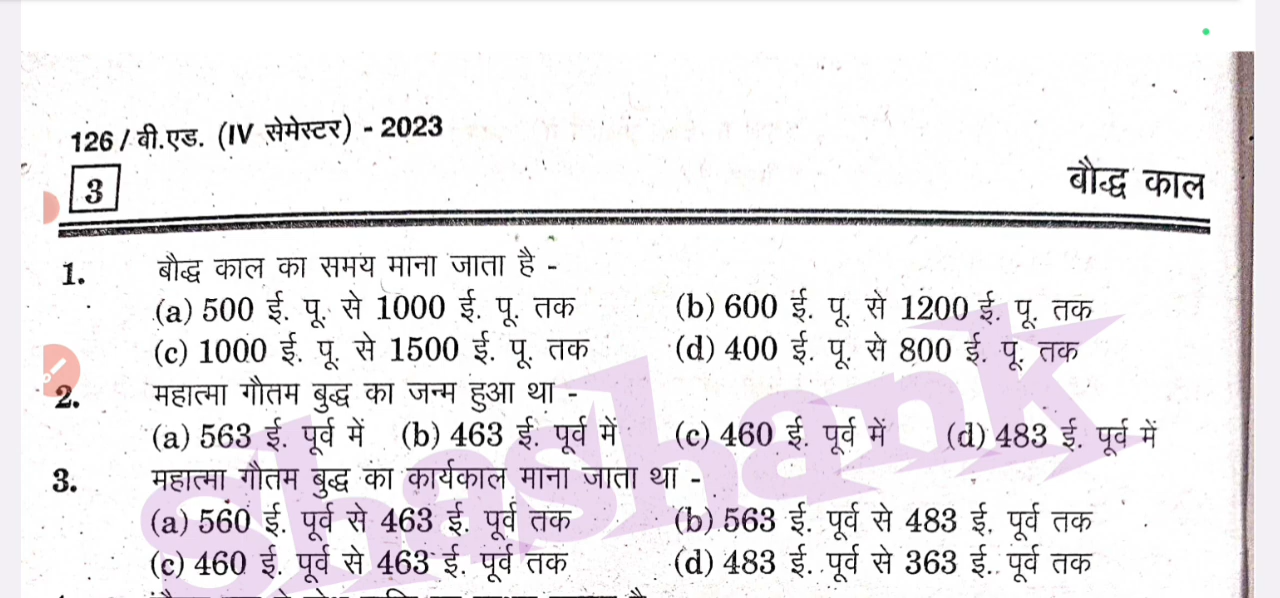 126 / वी.एड. (IV सेमेस्टर) - 2023
3
बौद्ध काल
1. बौद्ध काल का समय माना जाता है -
(a) 500 ई. पू. से 1000 ई. पू. तक (b) 600 ई. पू. से 1200 ई. पू. तक
(c) 1000 ई. पू. से 1500 ई. पू. तक (d) 400 ई. पू. से 800 ई. पू. तक
2. महात्मा गौतम बुद्ध का जन्म हुआ था -
(a) 563 ई. पूर्व में (b) 463 ई. पूर्व में (c) 460 ई. पूर्व में (d) 483 ई. पूर्व में
3. महात्मा गौतम बुद्ध का कार्यकाल माना जाता था -
(a) 560 ई. पूर्व से 463 ई. पूर्व तक (b) 563 ई. पूर्व से 483 ई. पूर्व तक
(c) 460 ई. पूर्व से 463 ई. पूर्व तक (d) 483 ई. पूर्व से 363 ई. पूर्व तक
Shashank